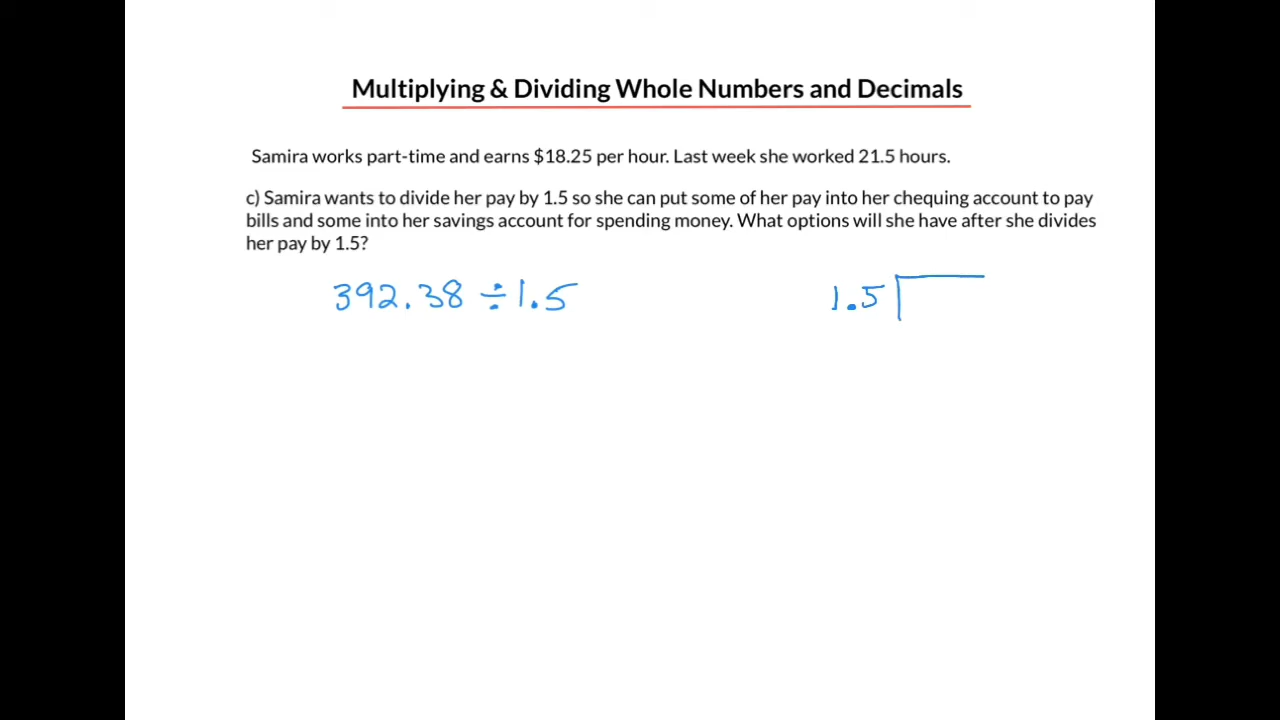 Multiplying & Dividing Whole Numbers and Decimals
Samira works part-time and earns $18.25 per hour. Last week she worked 21.5 hours.
c) Samira wants to divide her pay by 1.5 so she can put some of her pay into her chequing account to pay
bills and some into her savings account for spending money. What options will she have after she divides
her pay by 1.5?
392.38 ÷ 1.5
1.5